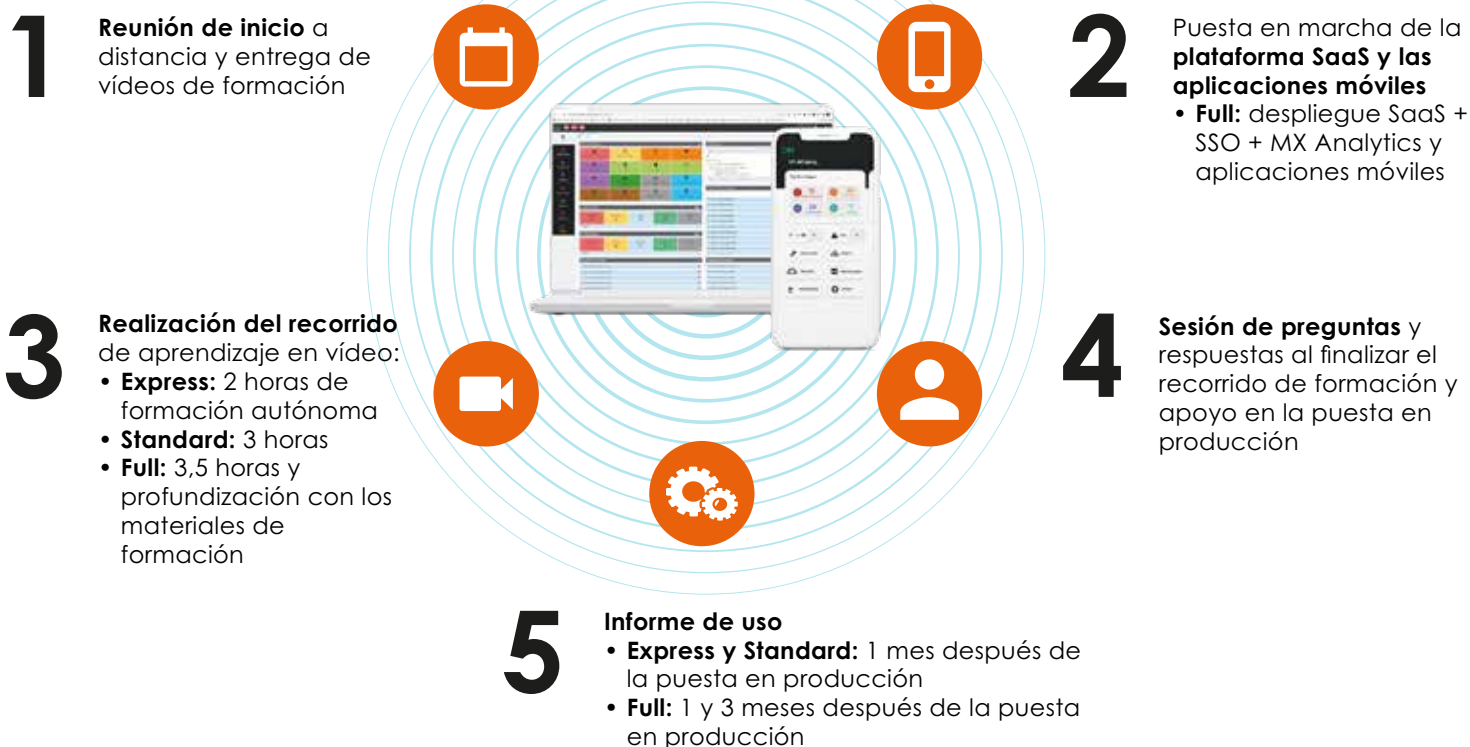 1
Reunión de inicio a
distancia y entrega de
vídeos de formación
2
Puesta en marcha de la
plataforma SaaS y las
aplicaciones móviles
• Full: despliegue SaaS +
SSO + MX Analytics y
aplicaciones móviles
3
Realización del recorrido
de aprendizaje en vídeo:
• Express: 2 horas de
formación autónoma
• Standard: 3 horas
• Full: 3,5 horas y
profundización con los
materiales de
formación
4
Sesión de preguntas y
respuestas al finalizar el
recorrido de formación y
apoyo en la puesta en
producción
5
Informe de uso
• Express y Standard: 1 mes después de
la puesta en producción
• Full: 1 y 3 meses después de la puesta
en producción